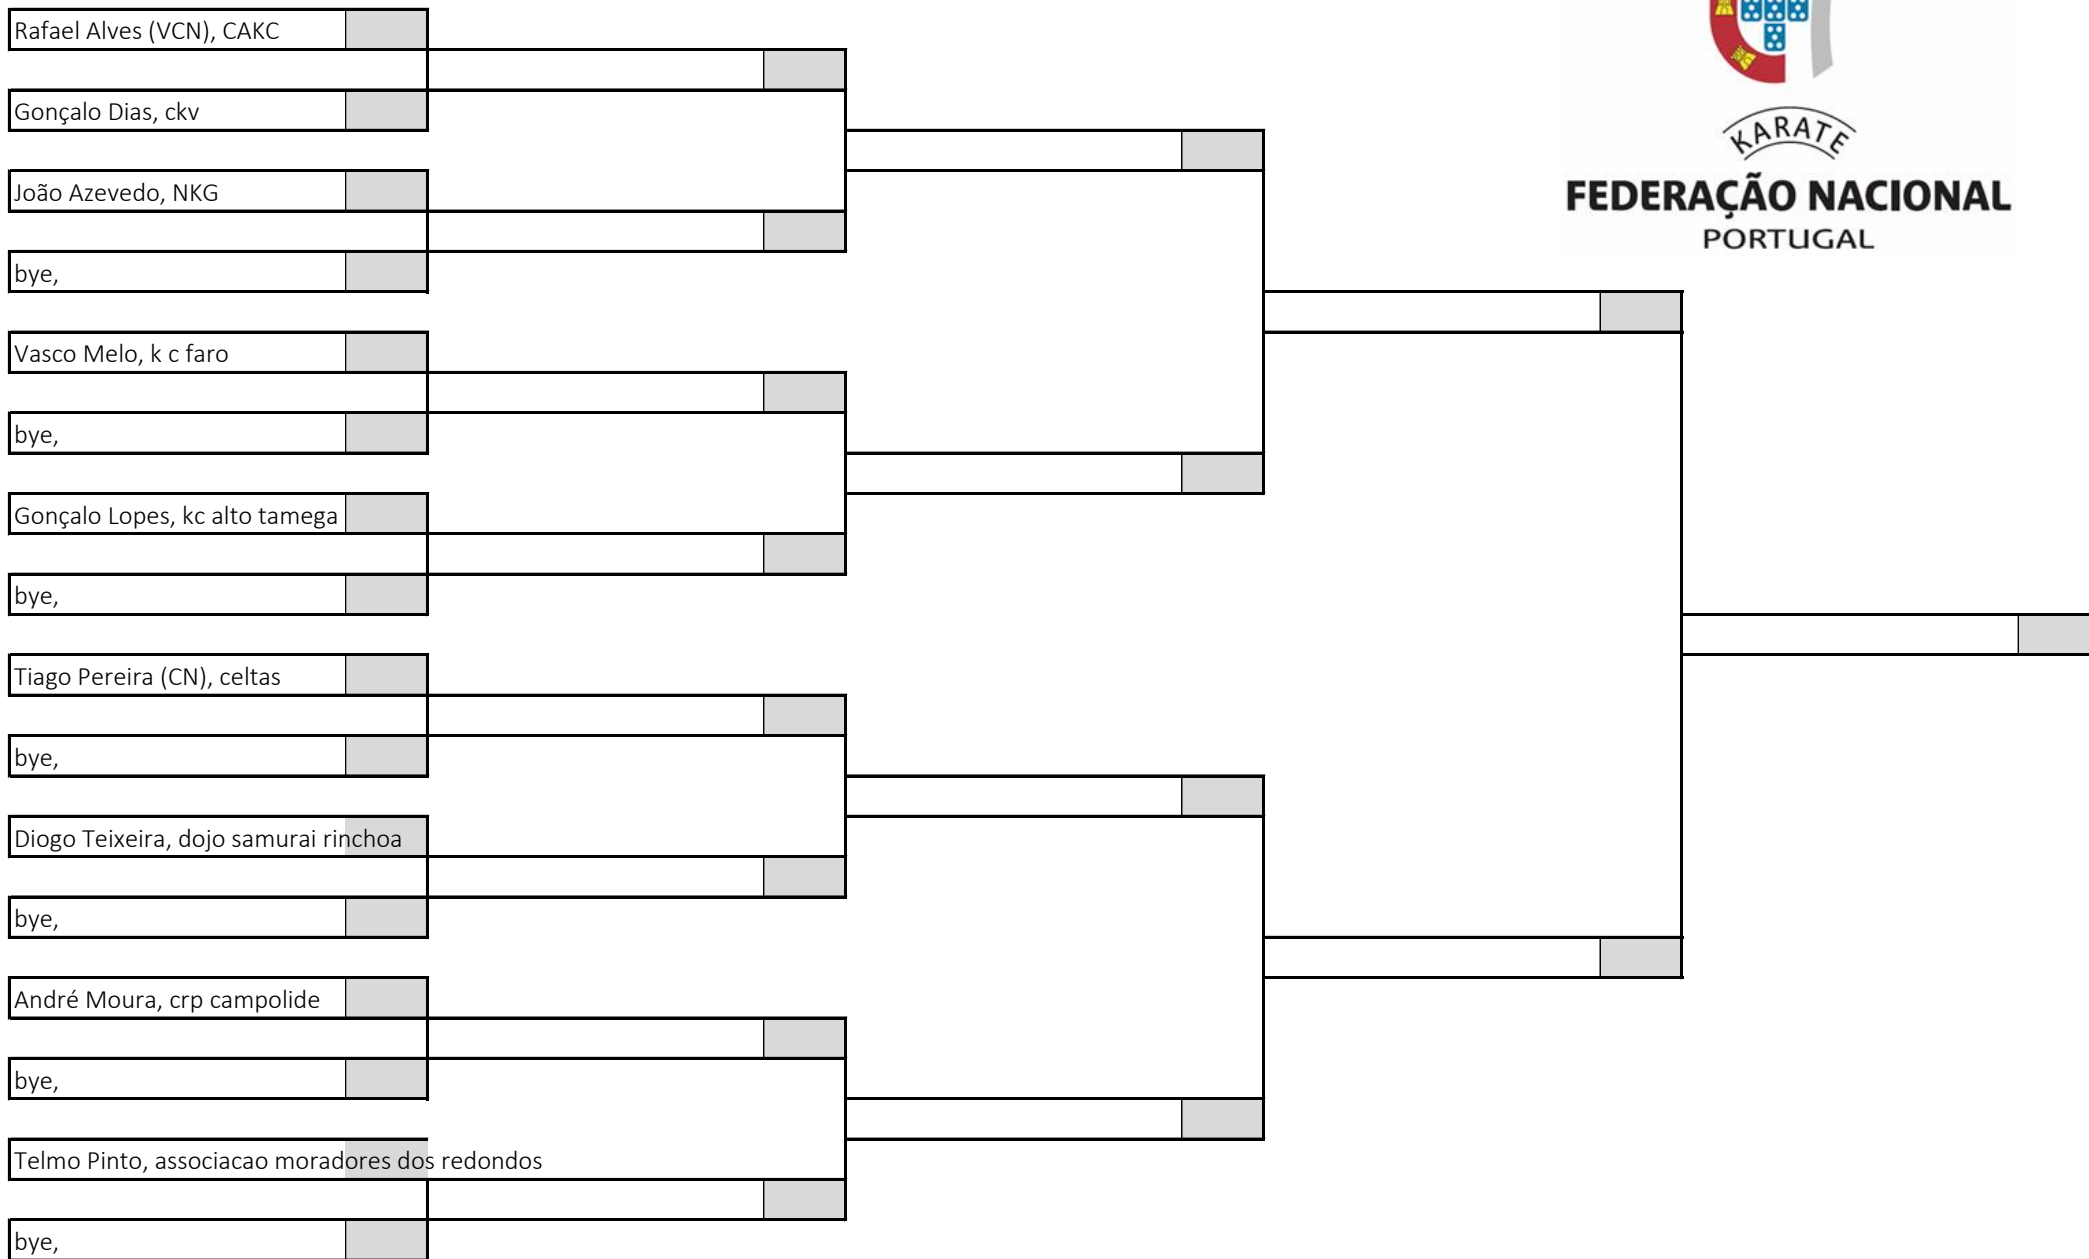 Rafael Alves (VCN), CAKC
Gonçalo Dias, ckv
KARATE
João Azevedo, NKG
FEDERAÇÃO NACIONAL
PORTUGAL
bye,
Vasco Melo, k c faro
bye,
Gonçalo Lopes, kc alto tamega
bye,
Tiago Pereira (CN), celtas
bye,
Diogo Teixeira, dojo samurai rinchoa
bye,
André Moura, crp campolide
bye,
Telmo Pinto, associacao moradores dos redondos
bye,